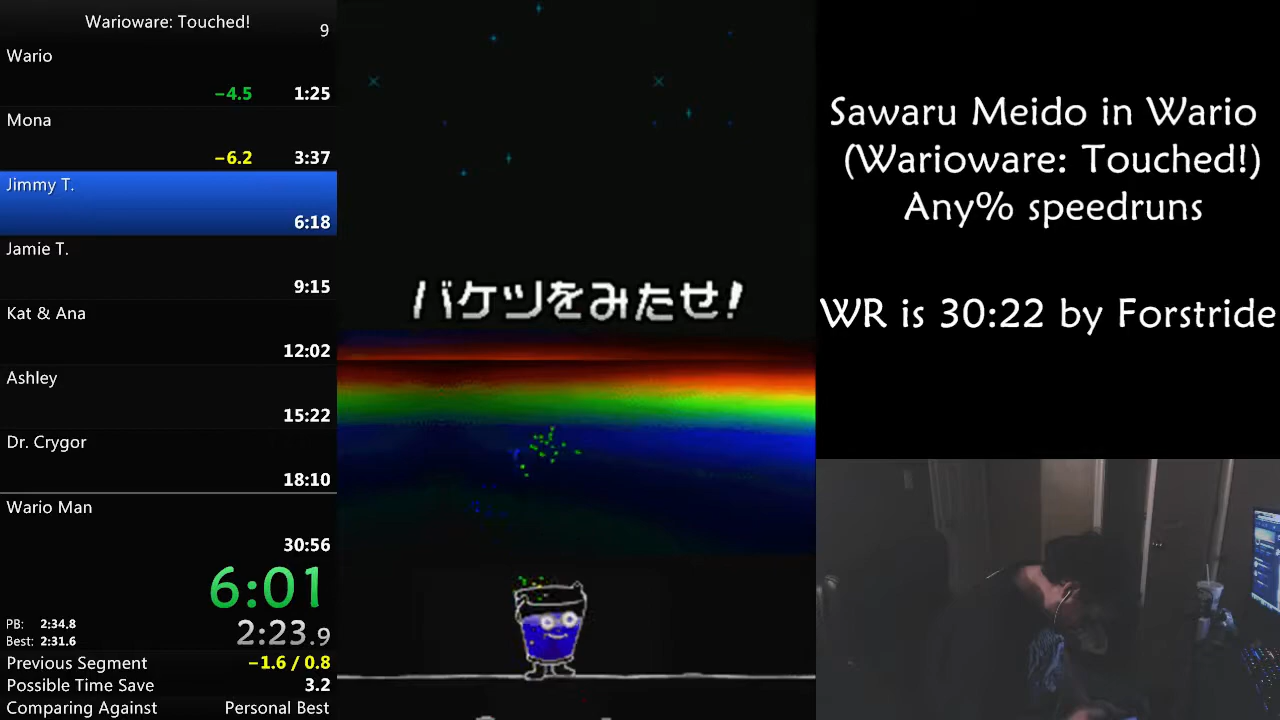 Warioware: Touched!
9
Wario
−4.5 1:25
Mona
−6.2 3:37
Jimmy T.
6:18
Jamie T.
9:15
Kat & Ana
12:02
Ashley
15:22
Dr. Crygor
18:10
Wario Man
30:56
6:01
PB: 2:34.8
Best: 2:31.6
2:23.9
Previous Segment −1.6 / 0.8
Possible Time Save 3.2
Comparing Against Personal Best
バケツをみたせ!
Sawaru Meido in Wario
(Warioware: Touched!)
Any% speedruns
WR is 30:22 by Forstride